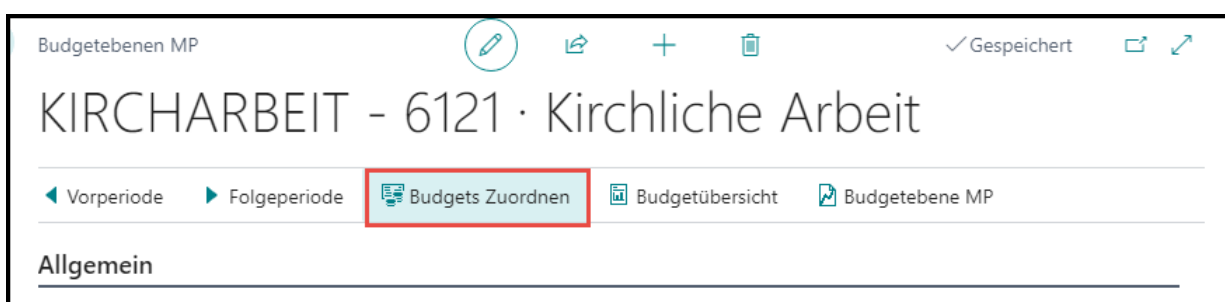 Budgetebenen MP Gespeichert
KIRCHARBEIT - 6121 · Kirchliche Arbeit
Vorperiode Folgeperiode Budgets Zuordnen Budgetübersicht Budgetebene MP
Allgemein